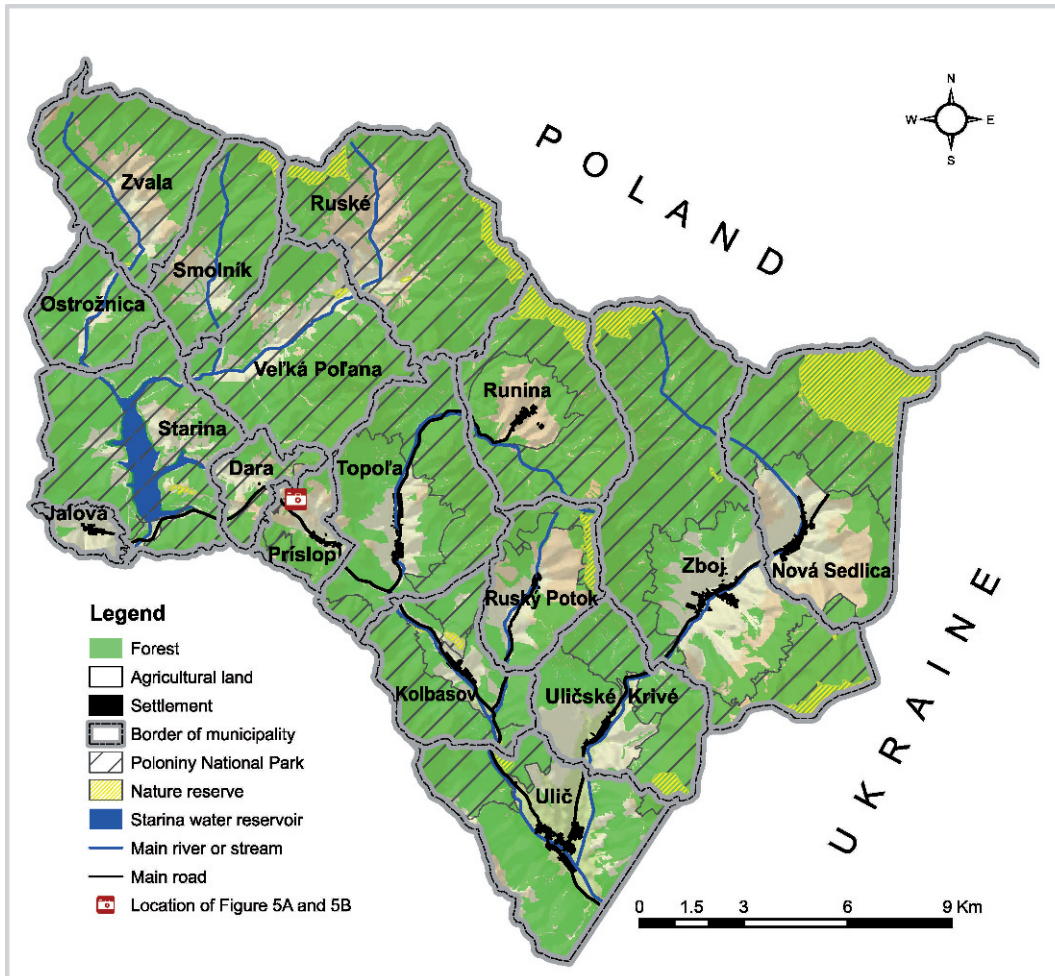 N
W E
S
POLAND
Zvala
Ruské
Smolník
Ostrožnica
Veľká Poľana
Runina
Starina
Dara
Topoľa
Jalová
Príslop
Zboj
Nová Sedlica
Ruský Potok
Kolbasov
Uličské Krivé
Ulič
UKRAINE
Legend
Forest
Agricultural land
Settlement
Border of municipality
Poloniny National Park
Nature reserve
Starina water reservoir
Main river or stream
Main road
Location of Figure 5A and 5B
0 1.5 3 6 9 Km